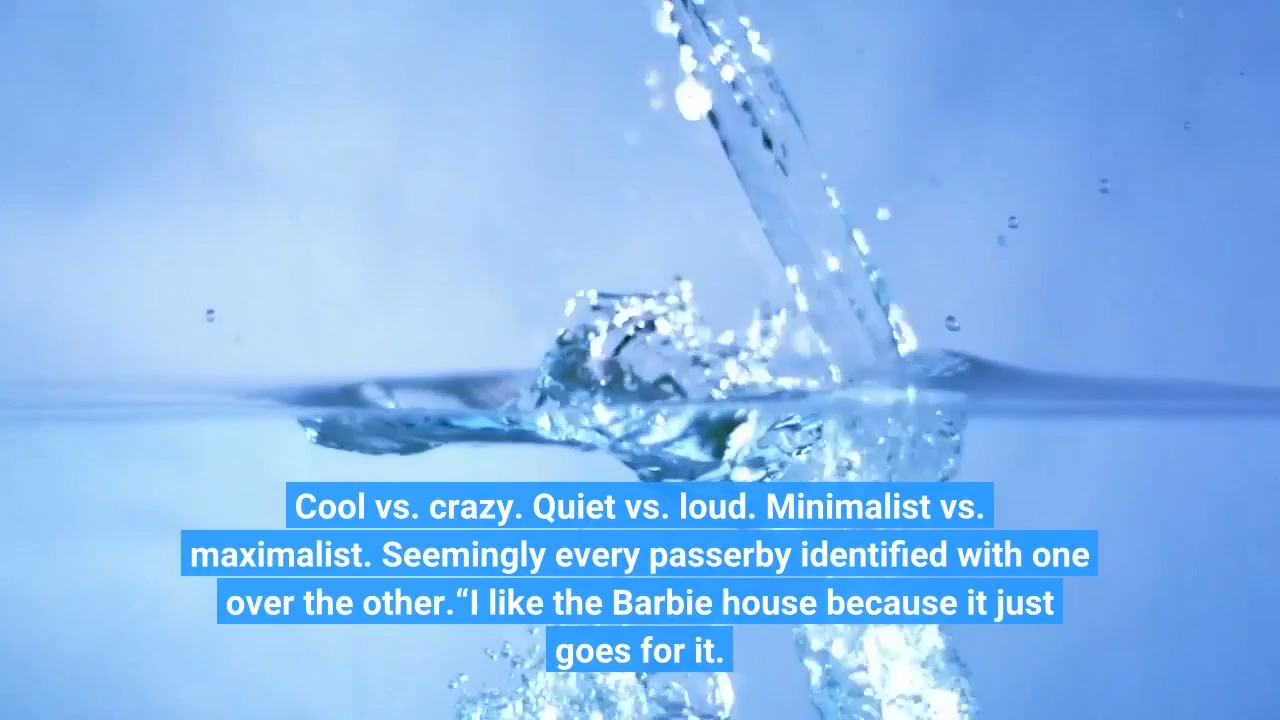 Cool vs. crazy. Quiet vs. loud. Minimalist vs.
maximalist. Seemingly every passerby identified with one
over the other.“I like the Barbie house because it just
goes for it.